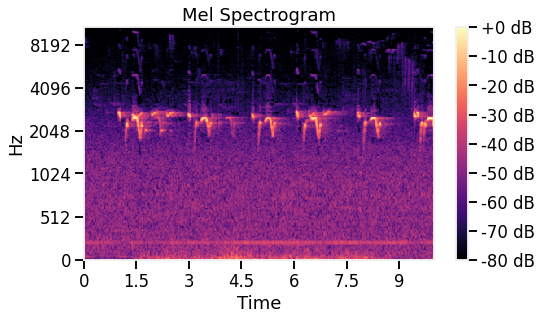 Mel Spectrogram
Hz
8192
4096
2048
1024
512
0
0
1.5
3
4.5
6
7.5
9
Time
+0 dB
-10 dB
-20 dB
-30 dB
-40 dB
-50 dB
-60 dB
-70 dB
-80 dB